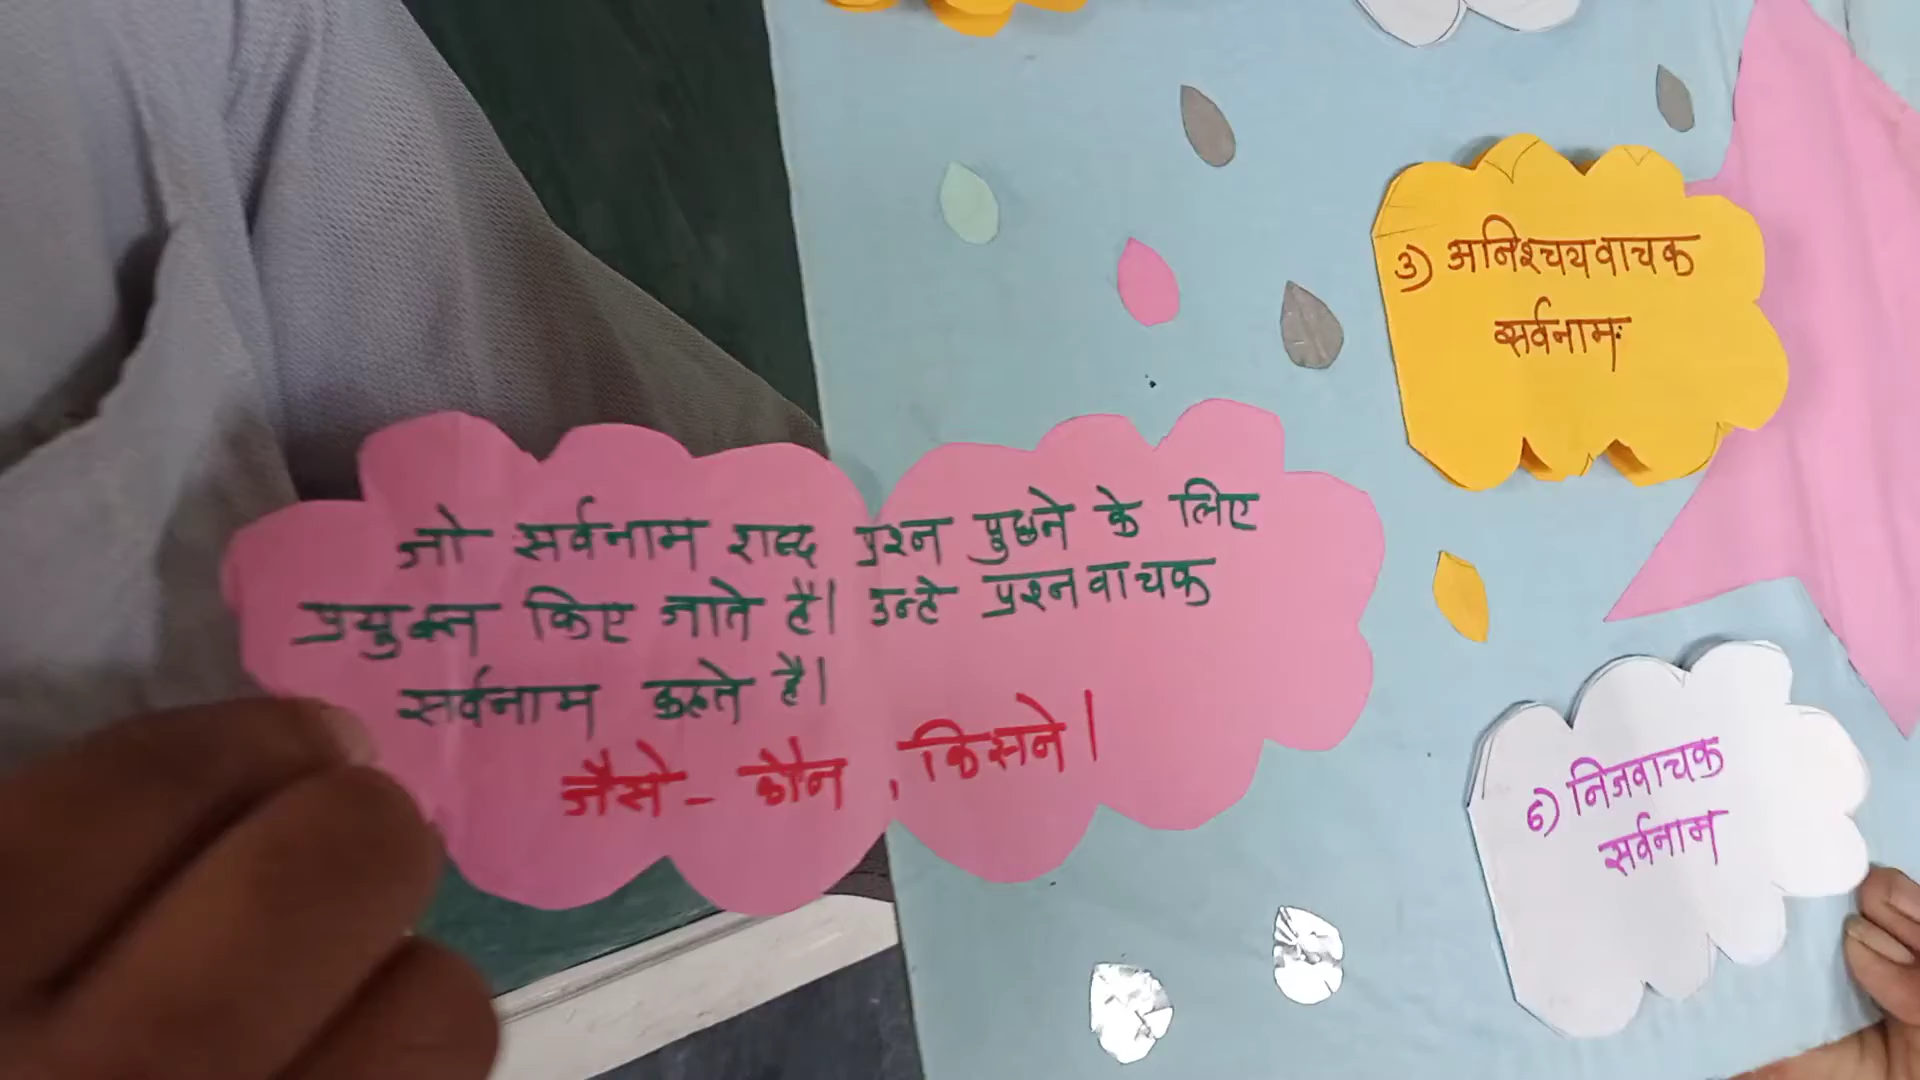 जो सर्वनाम शब्द प्रश्न पुछने के लिए
प्रयुक्त किए जाते है। उन्हे प्रश्नवाचक
सर्वनाम कहते है।
जैसे - कौन , किसने।
3) अनिश्चयवाचक
सर्वनामः
6) निजवाचक
सर्वनाम